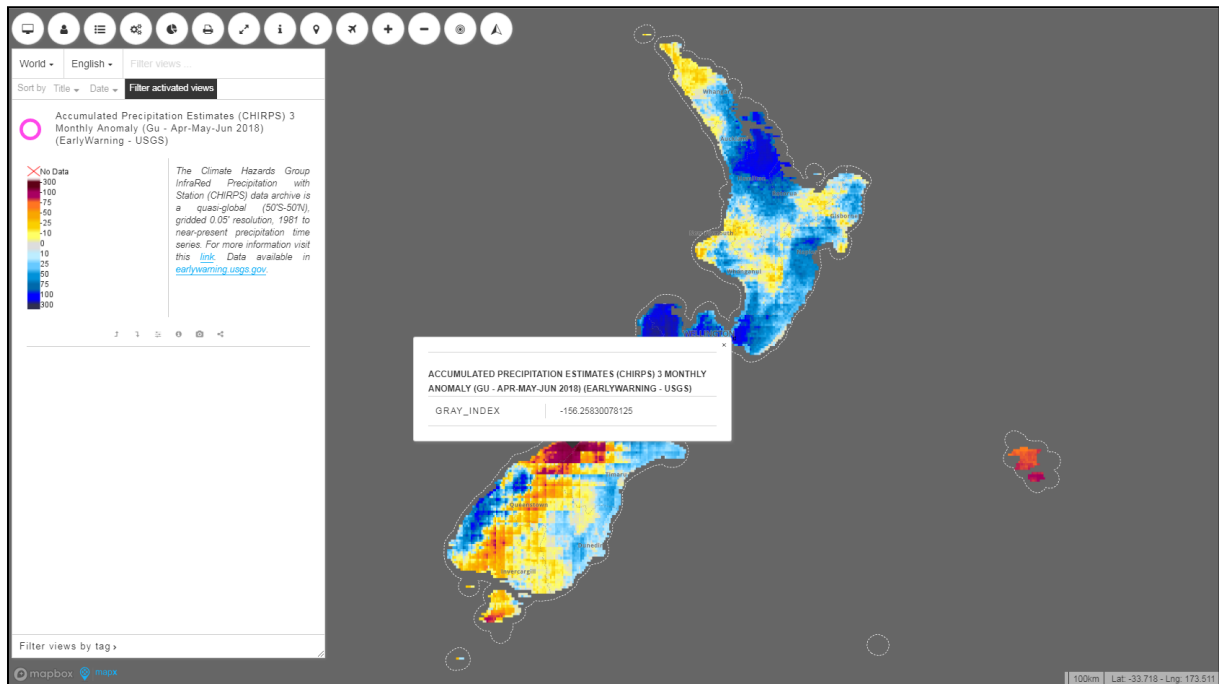 World
English
Filter views ...
Sort by Title Date Filter activated views
Accumulated Precipitation Estimates (CHIRPS) 3
Monthly Anomaly (Gu - Apr-May-Jun 2018)
(EarlyWarning - USGS)
No Data
-300
-100
-75
-50
-25
-10
0
10
25
50
75
100
300
The Climate Hazards Group
InfraRed Precipitation with
Station (CHIRPS) data archive is
a quasi-global (50'S-50'N),
gridded 0.05° resolution, 1981 to
near-present precipitation time
series. For more information visit
this link. Data available in
earlywarning.usgs.gov.
Filter views by tag
mapbox mapx
ACCUMULATED PRECIPITATION ESTIMATES (CHIRPS) 3 MONTHLY
ANOMALY (GU - APR-MAY-JUN 2018) (EARLYWARNING - USGS)
GRAY_INDEX -156.25830078125
Queenstown
Invercargill
100km Lat: -33.718 - Lng: 173.511